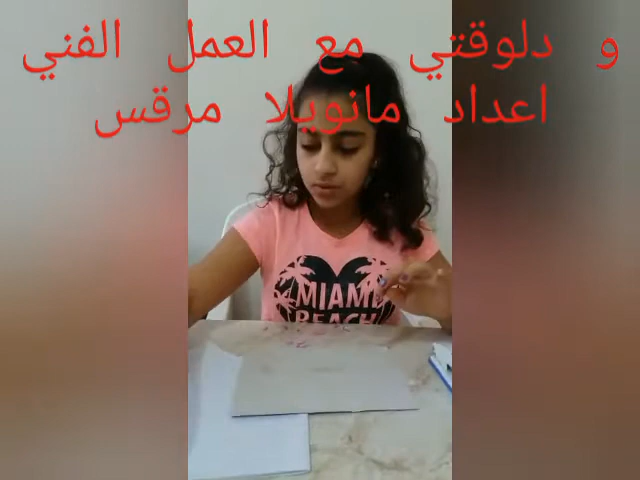 و دلوقتي مع العمل الفني
اعداد مانويلا مرقس
MIAMI
BEACH